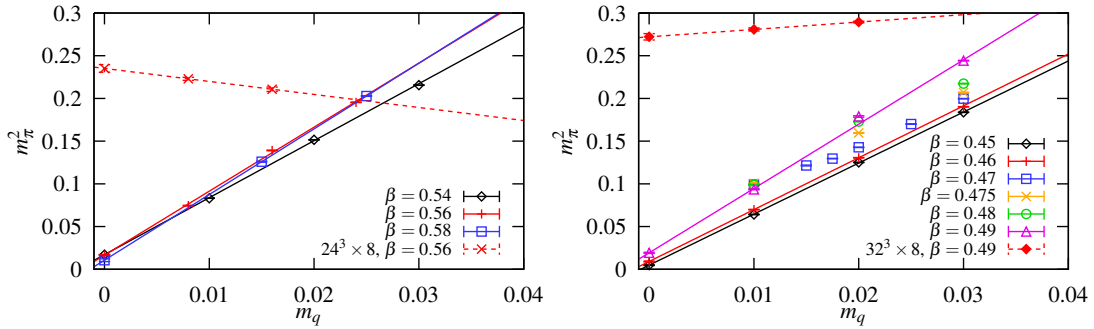 0.3
0.25
0.2
0.15
0.1
0.05
0
m_π^2
0 0.01 0.02 0.03 0.04
m_q
β = 0.54
β = 0.56
β = 0.58
24^3 × 8, β = 0.56
0.3
0.25
0.2
0.15
0.1
0.05
0
m_π^2
0 0.01 0.02 0.03 0.04
m_q
β = 0.45
β = 0.46
β = 0.47
β = 0.475
β = 0.48
β = 0.49
32^3 × 8, β = 0.49